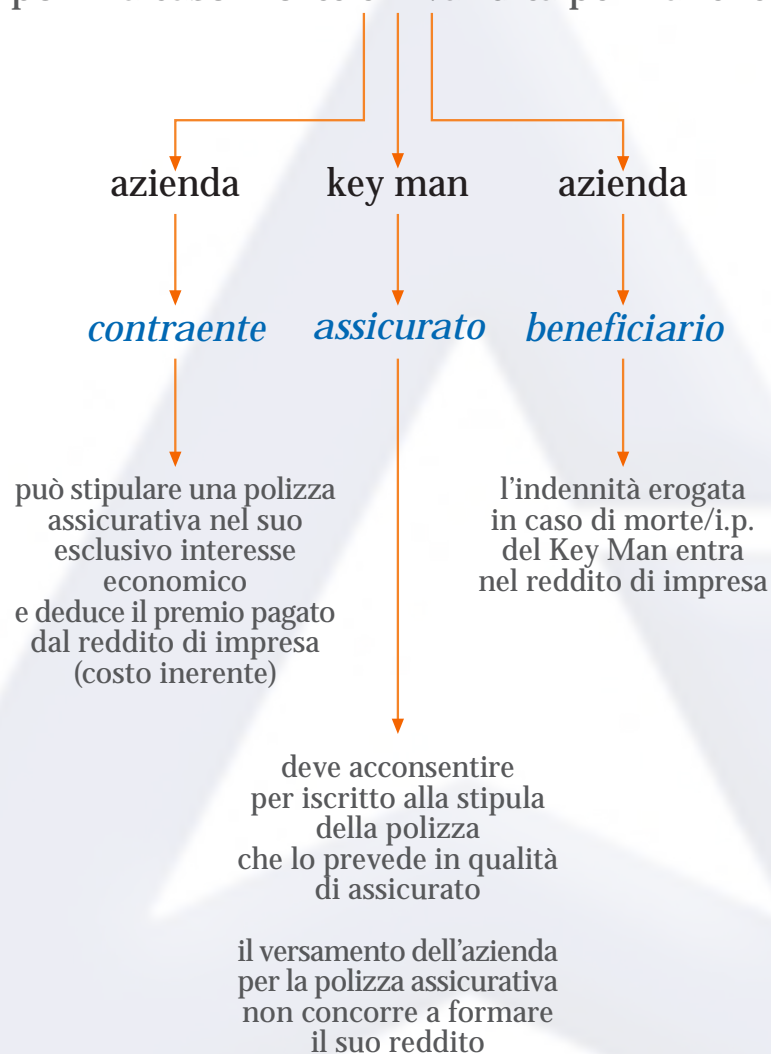 azienda key man azienda
contraente assicurato beneficiario
può stipulare una polizza
assicurativa nel suo
esclusivo interesse
economico
e deduce il premio pagato
dal reddito di impresa
(costo inerente)
l'indennità erogata
in caso di morte/i.p.
del Key Man entra
nel reddito di impresa
deve acconsentire
per iscritto alla stipula
della polizza
che lo prevede in qualità
di assicurato
il versamento dell'azienda
per la polizza assicurativa
non concorre a formare
il suo reddito